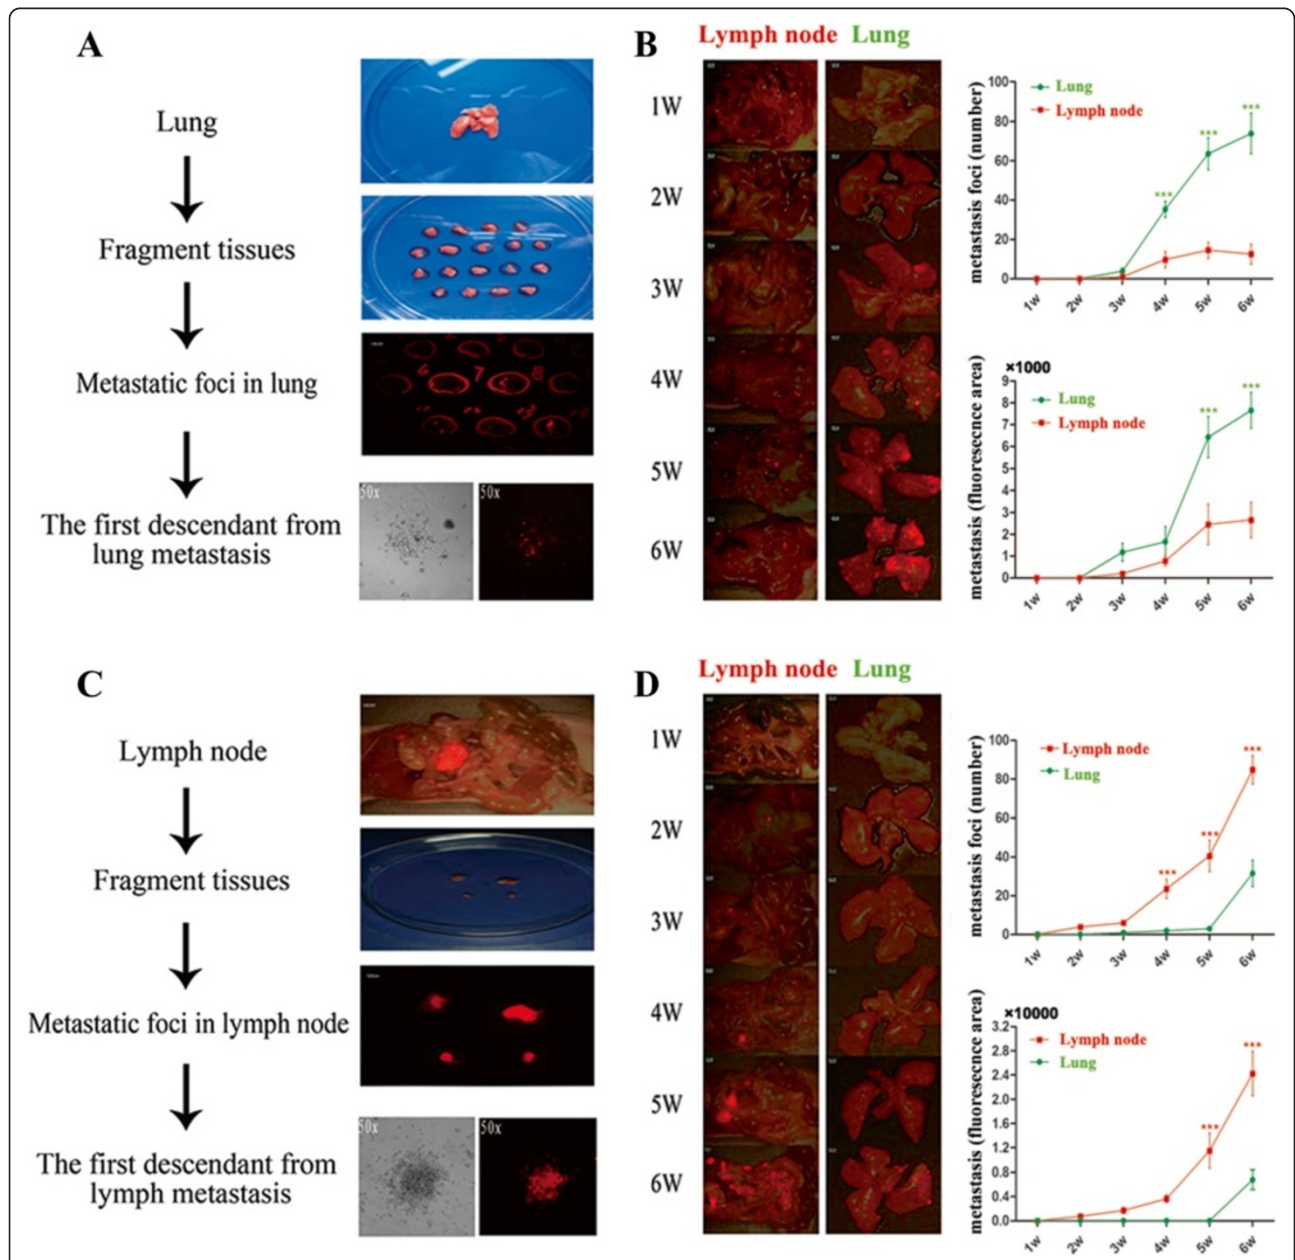 A
Lung
Fragment tissues
Metastatic foci in lung
The first descendant from
lung metastasis
6 7 8
50x 50x
B
Lymph node Lung
1W
2W
3W
4W
5W
6W
metastasis foci (number)
100
80
60
40
20
0
Lung
Lymph node
***
***
***
1w 2w 3w 4w 5w 6w
metastasis (fluoresecnce area)
×1000
9
8
7
6
5
4
3
2
1
0
Lung
Lymph node
***
***
1w 2w 3w 4w 5w 6w
C
Lymph node
Fragment tissues
Metastatic foci in lymph node
The first descendant from
lymph metastasis
50x 50x
D
Lymph node Lung
1W
2W
3W
4W
5W
6W
metastasis foci (number)
100
80
60
40
20
0
Lymph node
Lung
***
***
***
1w 2w 3w 4w 5w 6w
metastasis (fluoresecnce area)
×10000
3.2
2.8
2.4
2.0
1.6
1.2
0.8
0.4
0.0
Lymph node
Lung
***
***
1w 2w 3w 4w 5w 6w